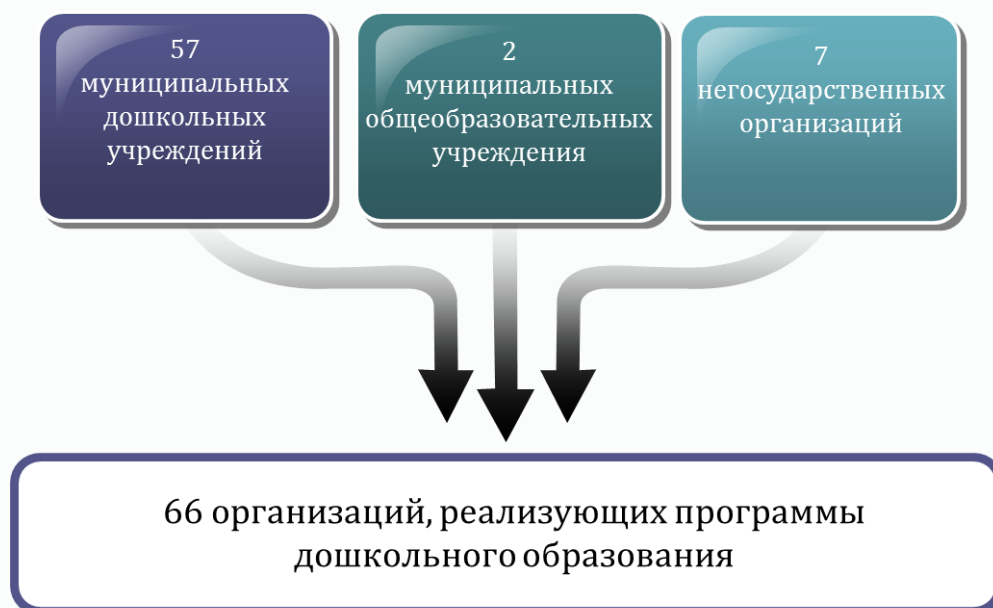 57
муниципальных
дошкольных
учреждений
2
муниципальных
общеобразовательных
учреждения
7
негосударственных
организаций
66 организаций, реализующих программы
дошкольного образования